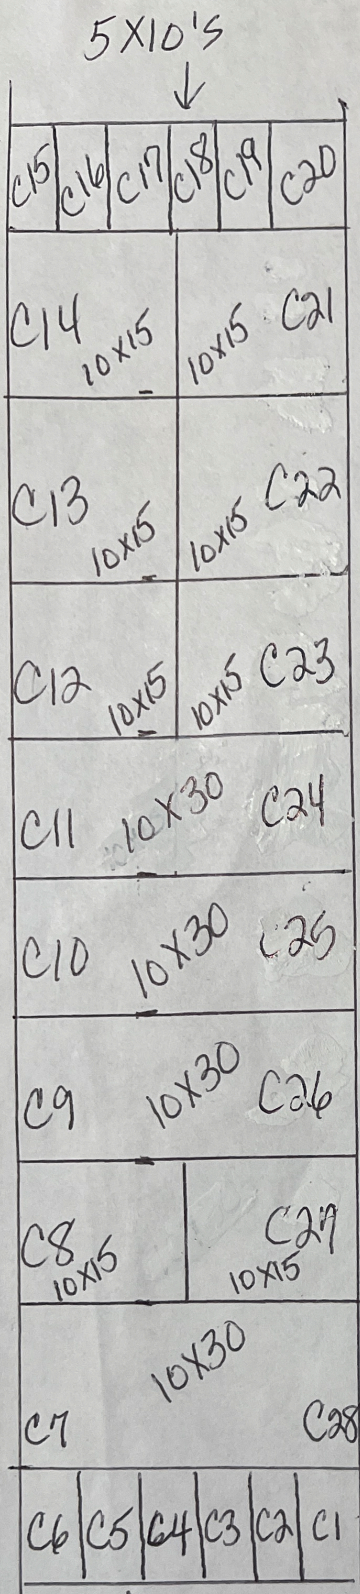 5X10'S
C15 C16 C17 C18 C19 C20
C14 10X15 10X15 C21
C13 10X15 10X15 C22
C12 10X15 10X15 C23
C11 10X30 C24
C10 10X30 C25
C9 10X30 C26
C8 10X15 10X15 C27
10X30
C7 C28
C6 C5 C4 C3 C2 C1